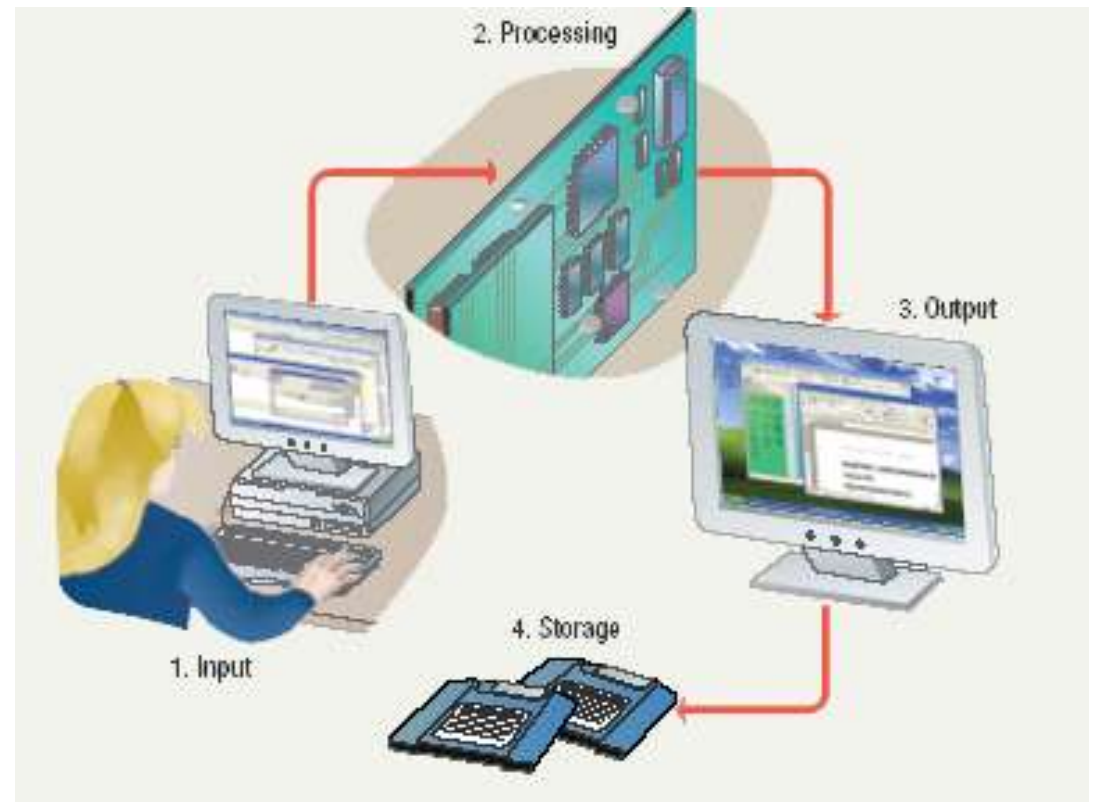 1. Input
2. Processing
3. Output
4. Storage